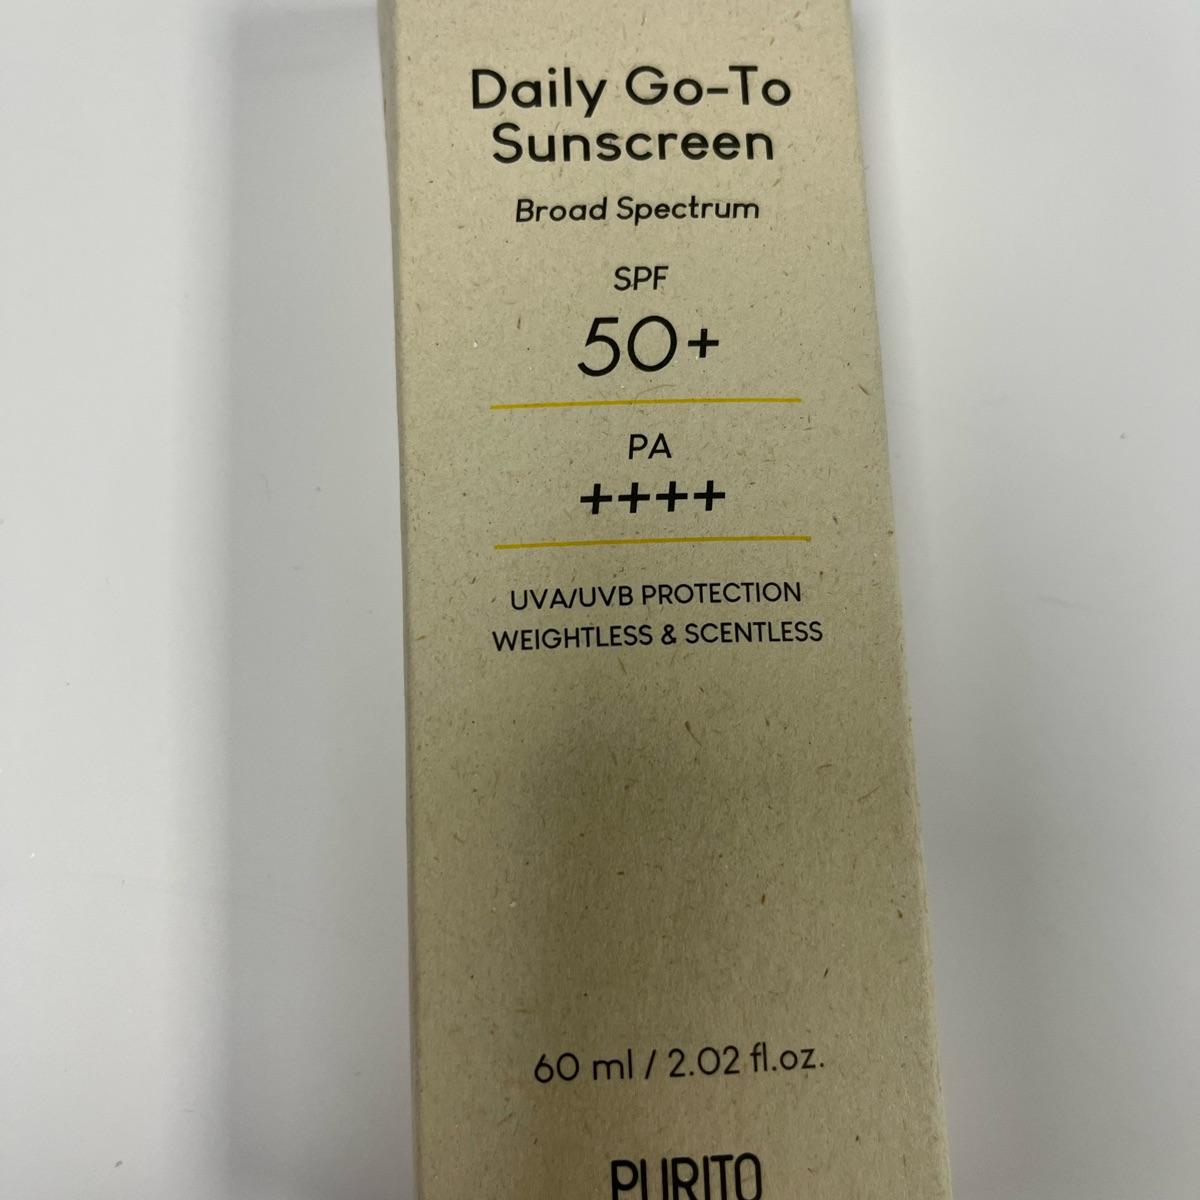 Daily Go-To
Sunscreen
Broad Spectrum
SPF
50+
PA
++++
UVA/UVB PROTECTION
WEIGHTLESS & SCENTLESS
60 ml / 2.02 fl.oz.
PURITO